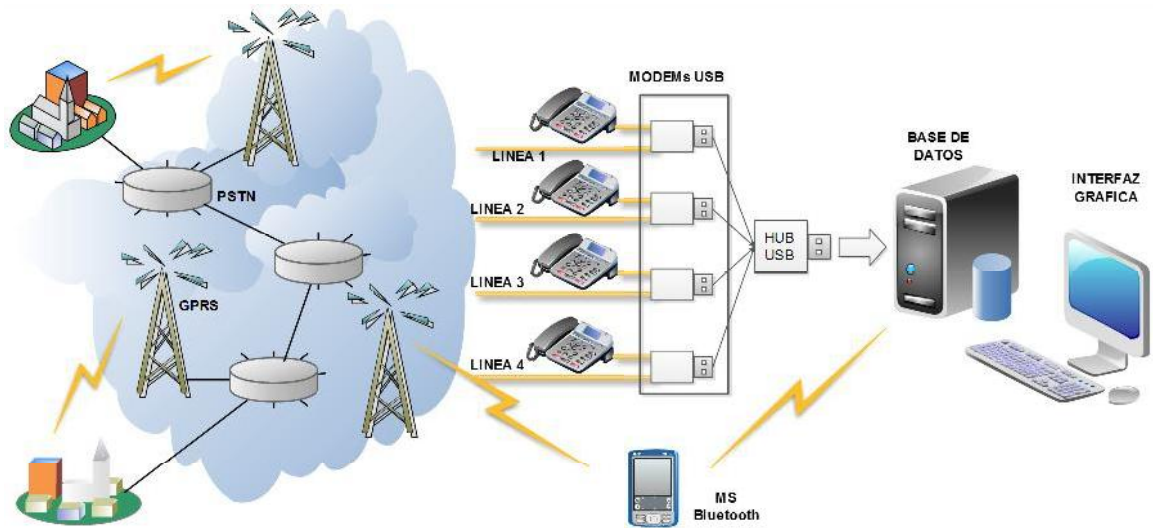 PSTN
GPRS
MODEMs USB
LINEA 1
LINEA 2
LINEA 3
LINEA 4
HUB
USB
BASE DE
DATOS
INTERFAZ
GRAFICA
MS
Bluetooth